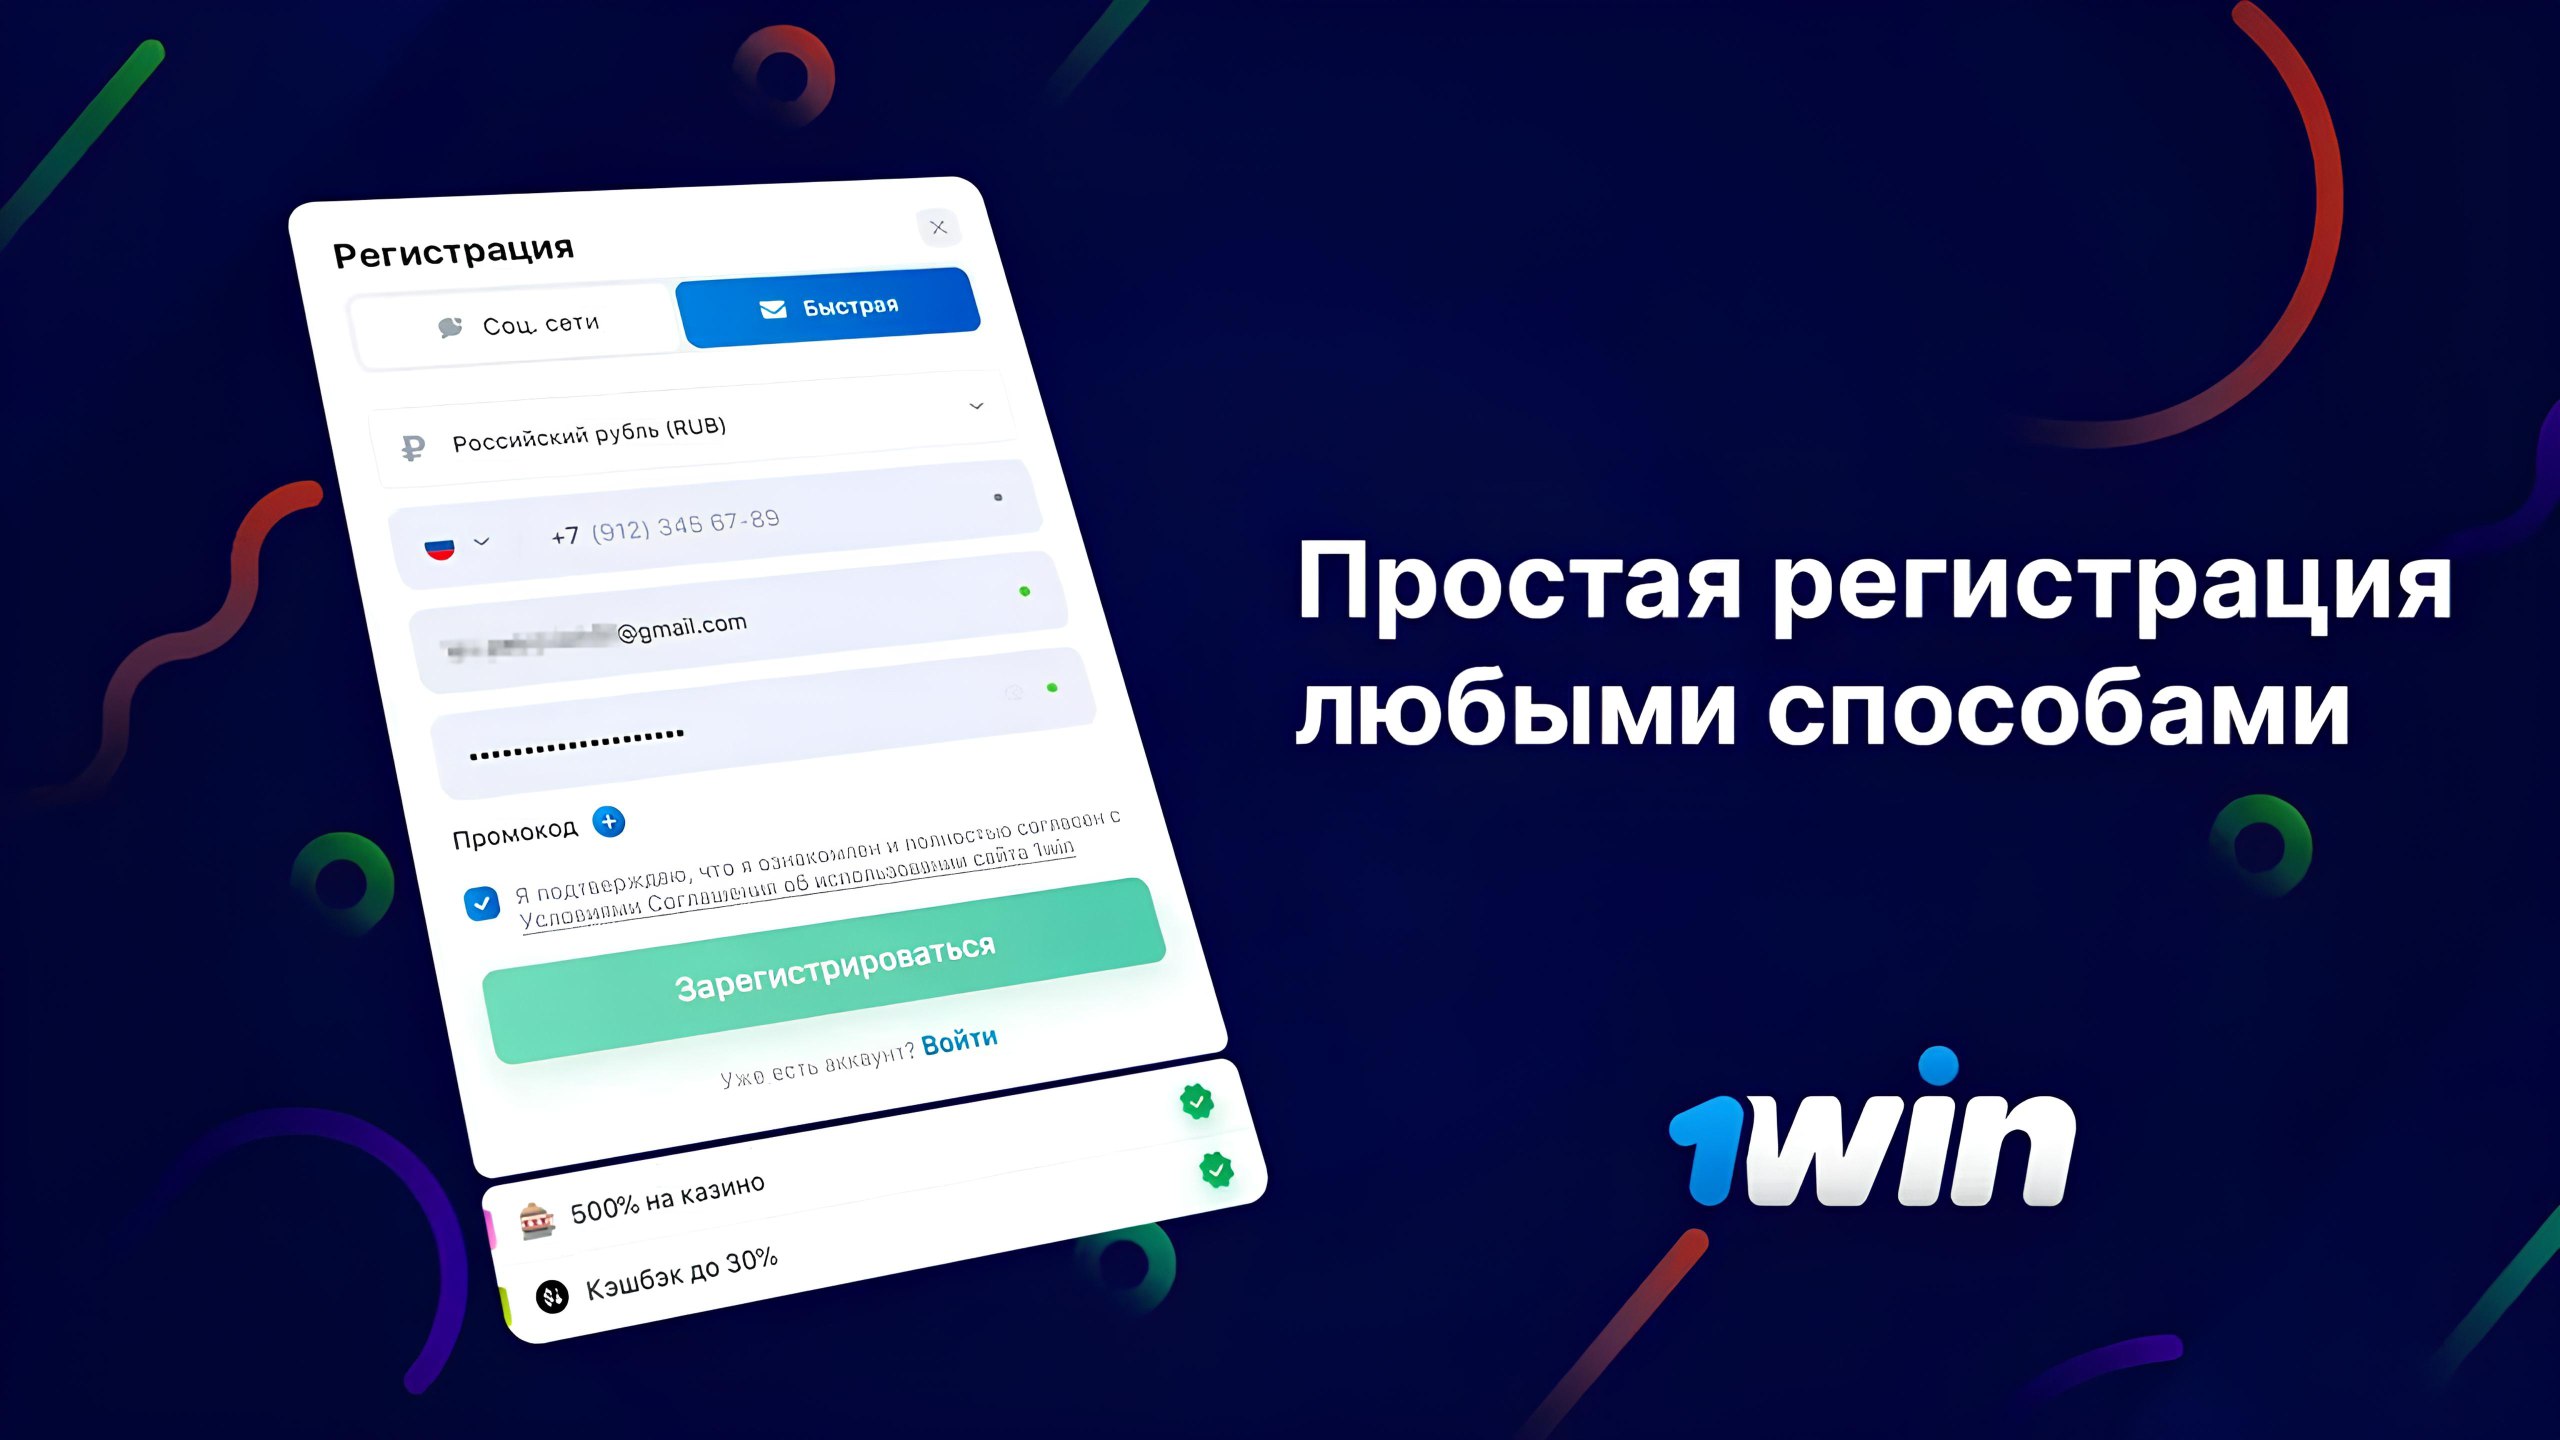 Регистрация
Соц. сети
Быстрая
Российский рубль (RUB)
+7 (912) 345 67-89
@gmail.com
Промокод
Я подтверждаю, что я ознакомлен и полностью согласен с
Условиями Соглашения об использовании сайта 1win
Зарегистрироваться
Уже есть аккаунт? Войти
500% на казино
Кэшбэк до 30%
Простая регистрация
любыми способами
1win